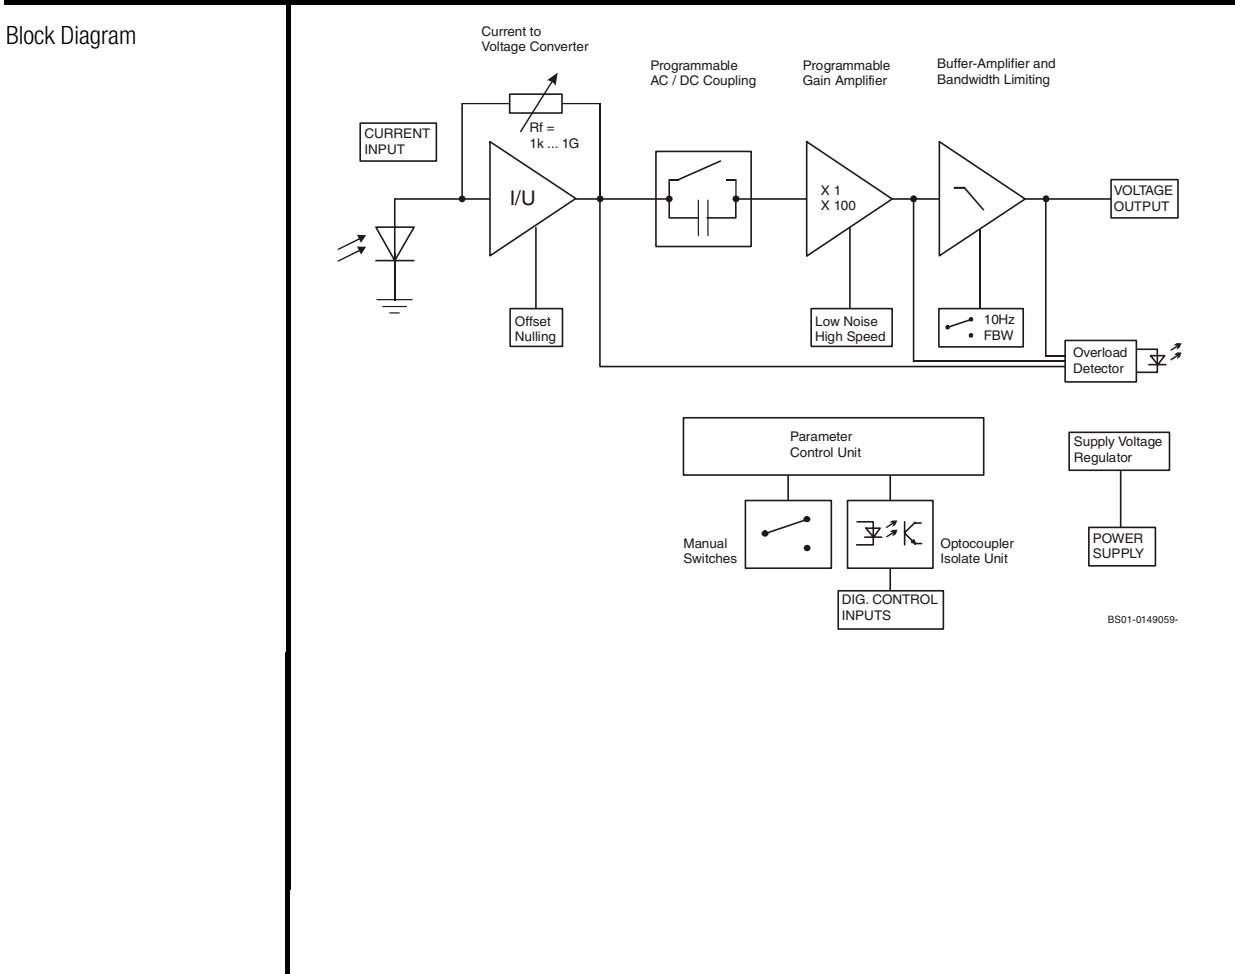 Block Diagram
Current to
Voltage Converter
Programmable
AC / DC Coupling
Programmable
Gain Amplifier
Buffer-Amplifier and
Bandwidth Limiting
CURRENT
INPUT
Rf =
1k ... 1G
I/U
X 1
X 100
VOLTAGE
OUTPUT
Offset
Nulling
Low Noise
High Speed
10Hz
FBW
Overload
Detector
Parameter
Control Unit
Supply Voltage
Regulator
Manual
Switches
Optocoupler
Isolate Unit
POWER
SUPPLY
DIG. CONTROL
INPUTS
BS01-0149059-